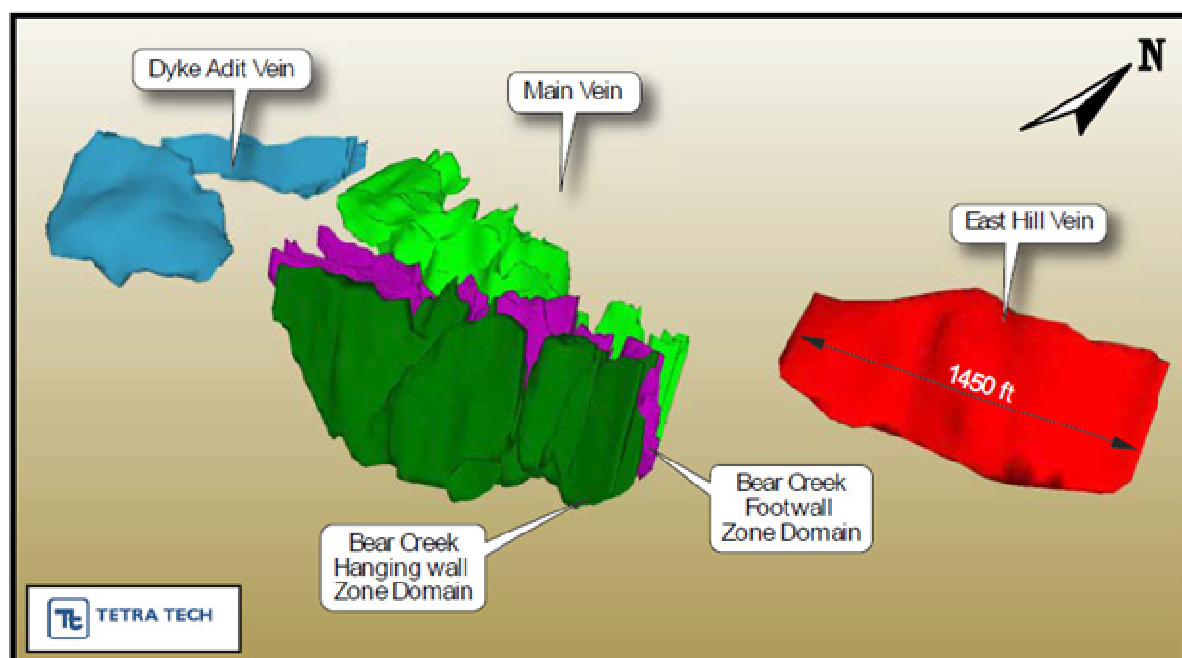 Dyke Adit Vein
Main Vein
N
East Hill Vein
1450 ft
Bear Creek
Footwall
Zone Domain
Bear Creek
Hanging wall
Zone Domain
Tt TETRA TECH